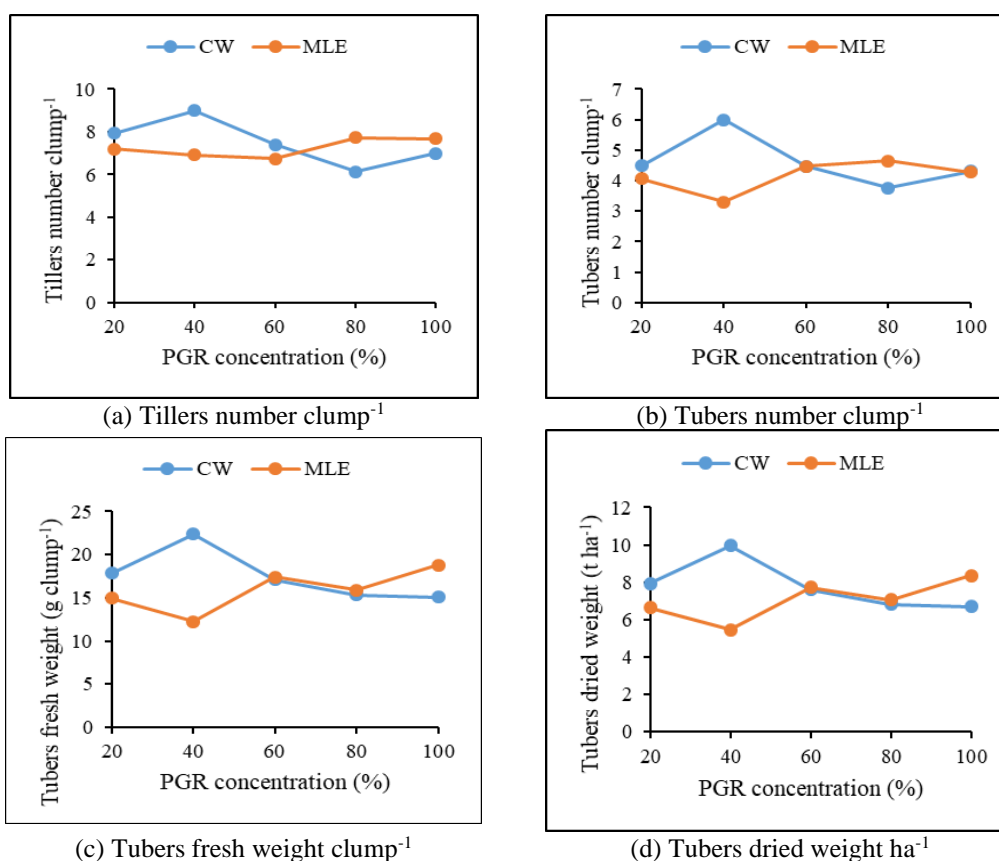 CW MLE
10
8
6
4
2
0
Tillers number clump⁻¹
20 40 60 80 100
PGR concentration (%)
(a) Tillers number clump⁻¹
CW MLE
7
6
5
4
3
2
1
0
Tubers number clump⁻¹
20 40 60 80 100
PGR concentration (%)
(b) Tubers number clump⁻¹
CW MLE
25
20
15
10
5
0
Tubers fresh weight (g clump⁻¹)
20 40 60 80 100
PGR concentration (%)
(c) Tubers fresh weight clump⁻¹
CW MLE
12
10
8
6
4
2
0
Tubers dried weight (t ha⁻¹)
20 40 60 80 100
PGR concentration (%)
(d) Tubers dried weight ha⁻¹